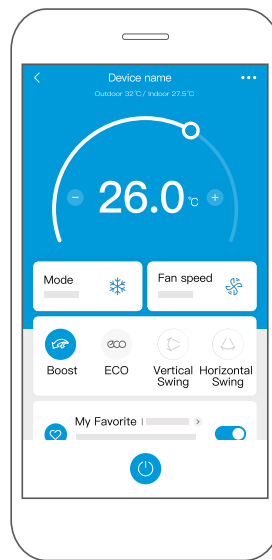 Device name
Outdoor 32℃ / Indoor 27.5℃
26.0℃
Mode
Fan speed
eco
Boost
ECO
Vertical
Swing
Horizontal
Swing
My Favorite